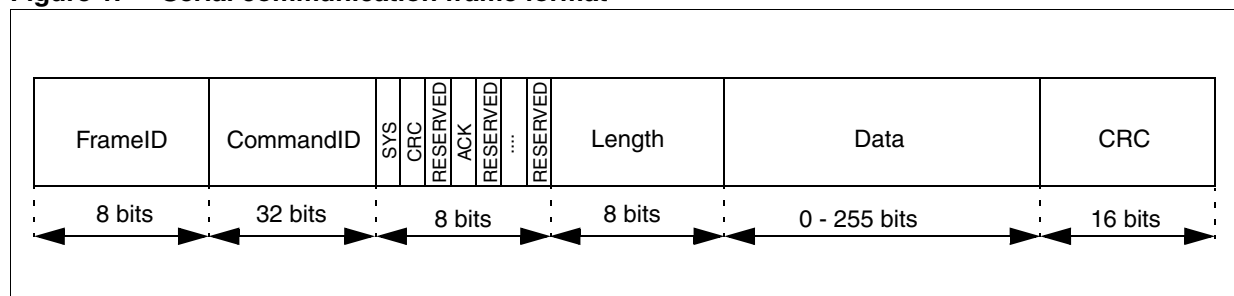 Figure 1. Serial communication frame format
FrameID CommandID SYS CRC RESERVED ACK RESERVED .... RESERVED Length Data CRC
8 bits 32 bits 8 bits 8 bits 0 - 255 bits 16 bits